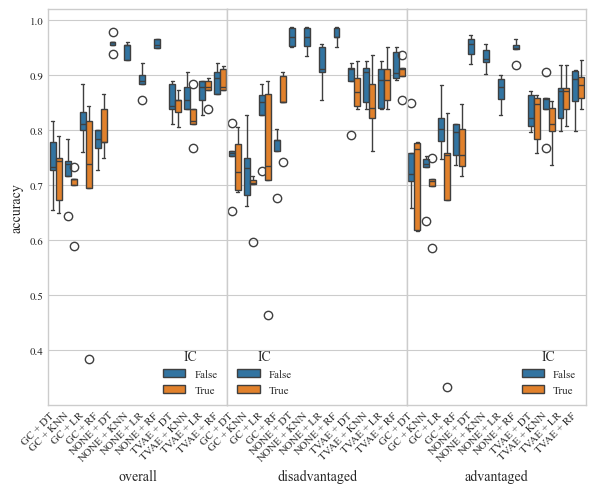 1.0
0.9
0.8
0.7
0.6
0.5
0.4
accuracy
IC
False
True
IC
False
True
IC
False
True
GC + DT
GC + KNN
GC + LR
GC + RF
NONE + DT
NONE + KNN
NONE + LR
NONE + RF
TVAE + DT
TVAE + KNN
TVAE + LR
TVAE + RF
GC + DT
GC + KNN
GC + LR
GC + RF
NONE + DT
NONE + KNN
NONE + LR
NONE + RF
TVAE + DT
TVAE + KNN
TVAE + LR
TVAE + RF
GC + DT
GC + KNN
GC + LR
GC + RF
NONE + DT
NONE + KNN
NONE + LR
NONE + RF
TVAE + DT
TVAE + KNN
TVAE + LR
TVAE + RF
overall
disadvantaged
advantaged